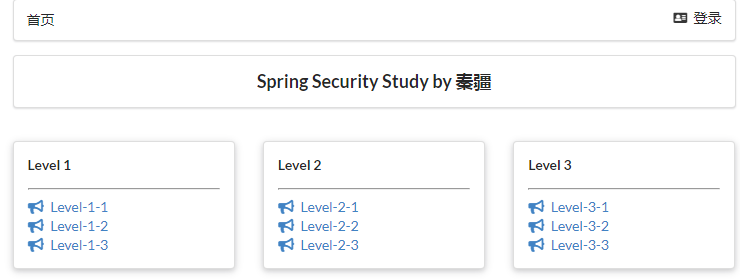 首页
登录
Spring Security Study by 秦疆
Level 1
Level-1-1
Level-1-2
Level-1-3
Level 2
Level-2-1
Level-2-2
Level-2-3
Level 3
Level-3-1
Level-3-2
Level-3-3